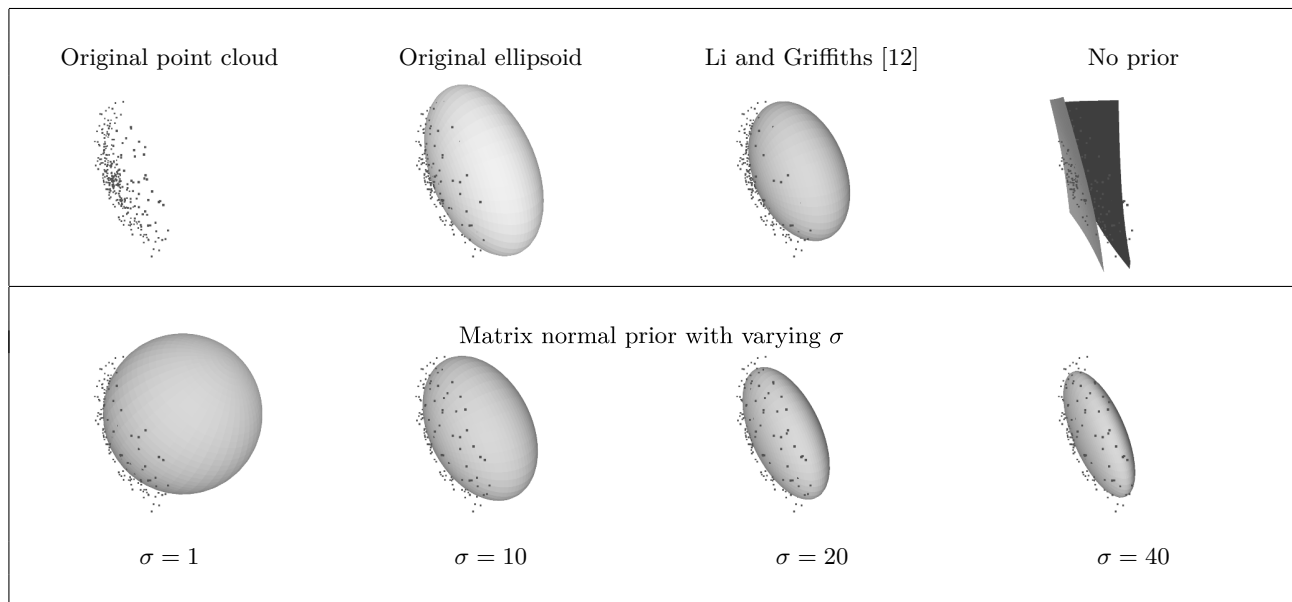 Original point cloud
Original ellipsoid
Li and Griffiths [12]
No prior
Matrix normal prior with varying σ
σ = 1
σ = 10
σ = 20
σ = 40